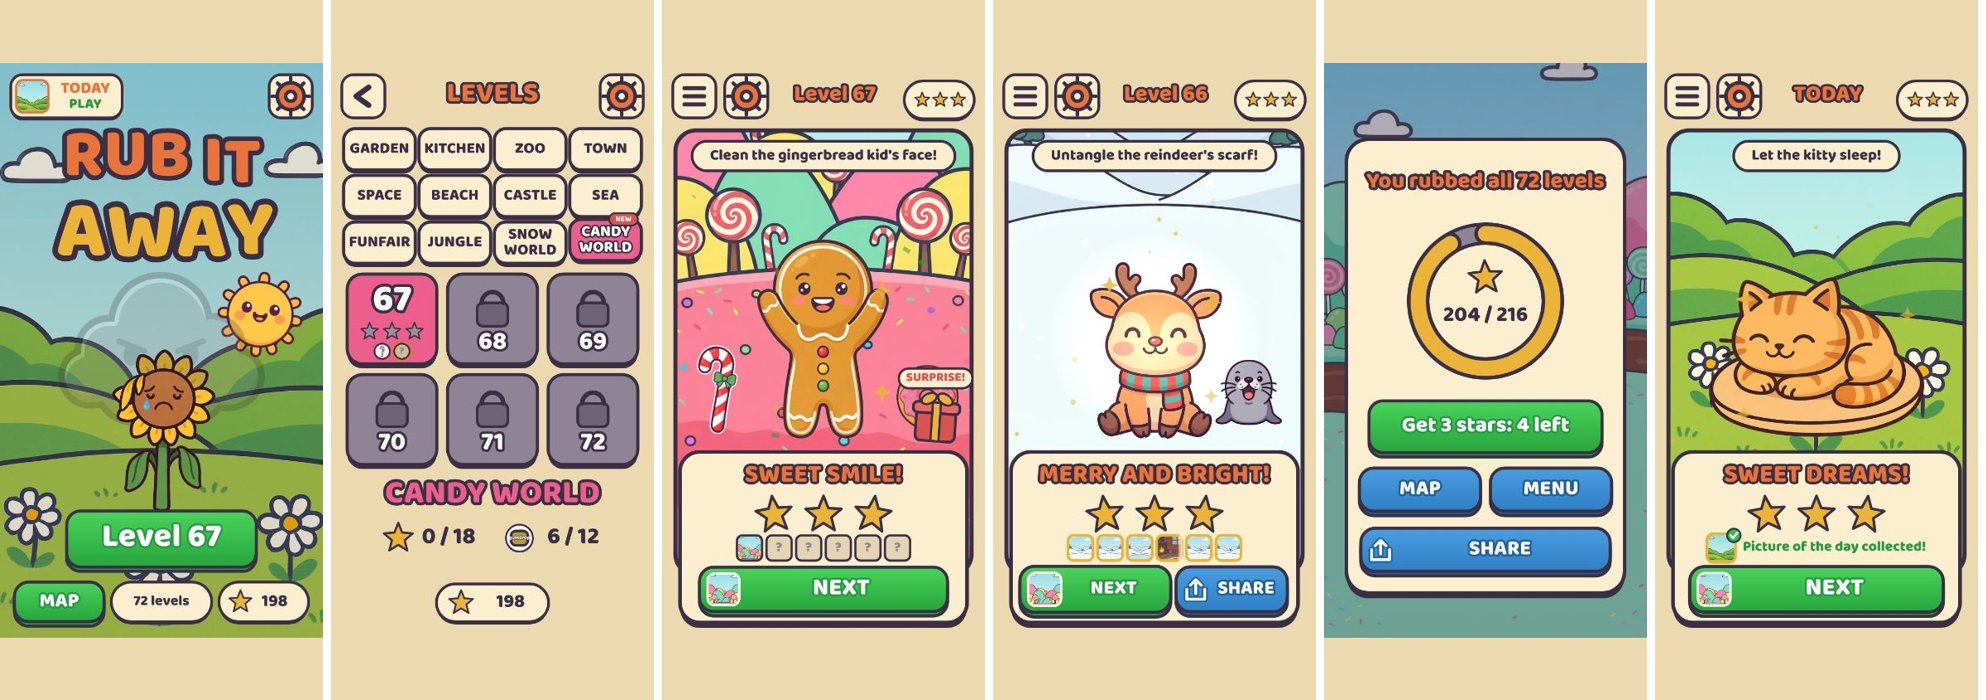 TODAY
PLAY
RUB IT
AWAY
Level 67
MAP
72 levels
198
LEVELS
GARDEN
KITCHEN
ZOO
TOWN
SPACE
BEACH
CASTLE
SEA
FUNFAIR
JUNGLE
SNOW
WORLD
NEW
CANDY
WORLD
67
? ?
68
69
70
71
72
CANDY WORLD
0 / 18
6 / 12
198
Level 67
Clean the gingerbread kid's face!
SURPRISE!
SWEET SMILE!
? ? ? ? ?
NEXT
Level 66
Untangle the reindeer's scarf!
MERRY AND BRIGHT!
NEXT
SHARE
You rubbed all 72 levels
204 / 216
Get 3 stars: 4 left
MAP
MENU
SHARE
TODAY
Let the kitty sleep!
SWEET DREAMS!
Picture of the day collected!
NEXT